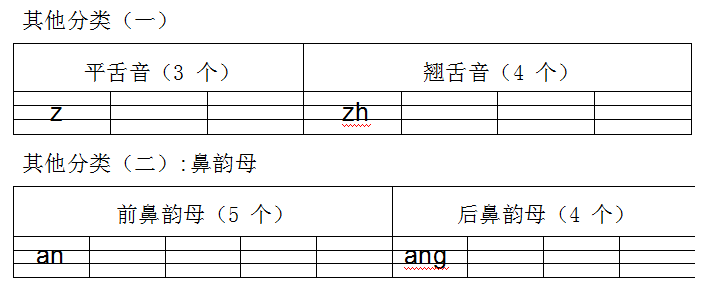 其他分类（一）
平舌音（3 个） 翘舌音（4 个）
z zh
其他分类（二）:鼻韵母
前鼻韵母（5 个） 后鼻韵母（4 个）
an ang